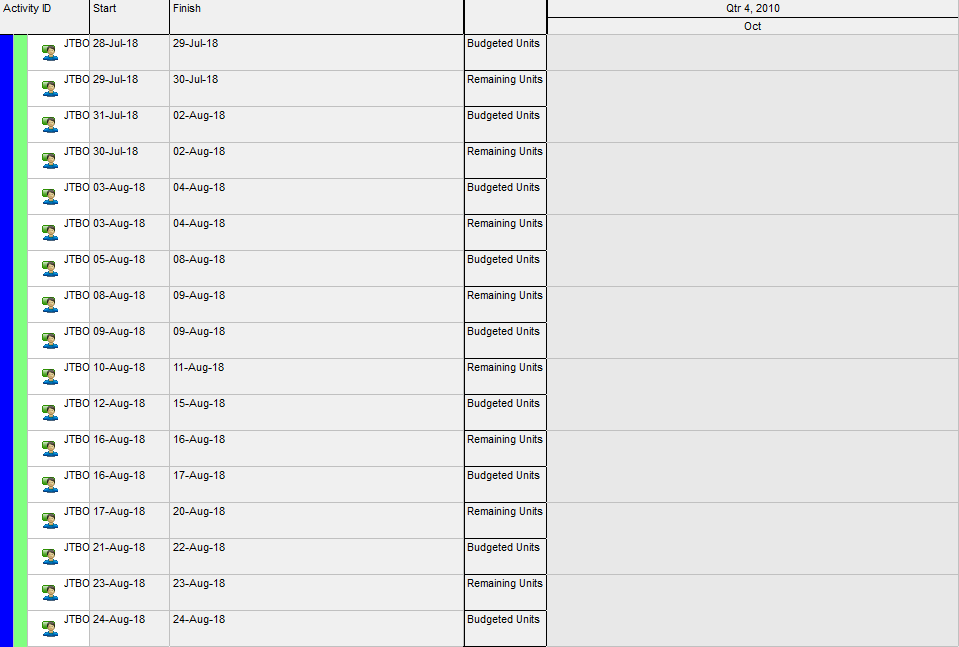 Activity ID Start Finish Qtr 4, 2010
Oct
JTBO 28-Jul-18 29-Jul-18 Budgeted Units
JTBO 29-Jul-18 30-Jul-18 Remaining Units
JTBO 31-Jul-18 02-Aug-18 Budgeted Units
JTBO 30-Jul-18 02-Aug-18 Remaining Units
JTBO 03-Aug-18 04-Aug-18 Budgeted Units
JTBO 03-Aug-18 04-Aug-18 Remaining Units
JTBO 05-Aug-18 08-Aug-18 Budgeted Units
JTBO 08-Aug-18 09-Aug-18 Remaining Units
JTBO 09-Aug-18 09-Aug-18 Budgeted Units
JTBO 10-Aug-18 11-Aug-18 Remaining Units
JTBO 12-Aug-18 15-Aug-18 Budgeted Units
JTBO 16-Aug-18 16-Aug-18 Remaining Units
JTBO 16-Aug-18 17-Aug-18 Budgeted Units
JTBO 17-Aug-18 20-Aug-18 Remaining Units
JTBO 21-Aug-18 22-Aug-18 Budgeted Units
JTBO 23-Aug-18 23-Aug-18 Remaining Units
JTBO 24-Aug-18 24-Aug-18 Budgeted Units